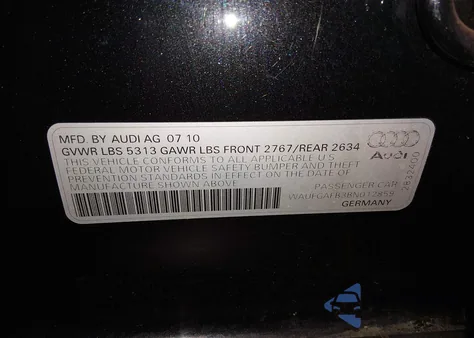 MFD. BY AUDI AG 07 10
GVWR LBS 5313 GAWR LBS FRONT 2767/REAR 2634
THIS VEHICLE CONFORMS TO ALL APPLICABLE U S
FEDERAL MOTOR VEHICLE SAFETY BUMPER AND THEFT
PREVENTION STANDARDS IN EFFECT ON THE DATE OF
MANUFACTURE SHOWN ABOVE
Audi
PASSENGER CAR
GERMANY